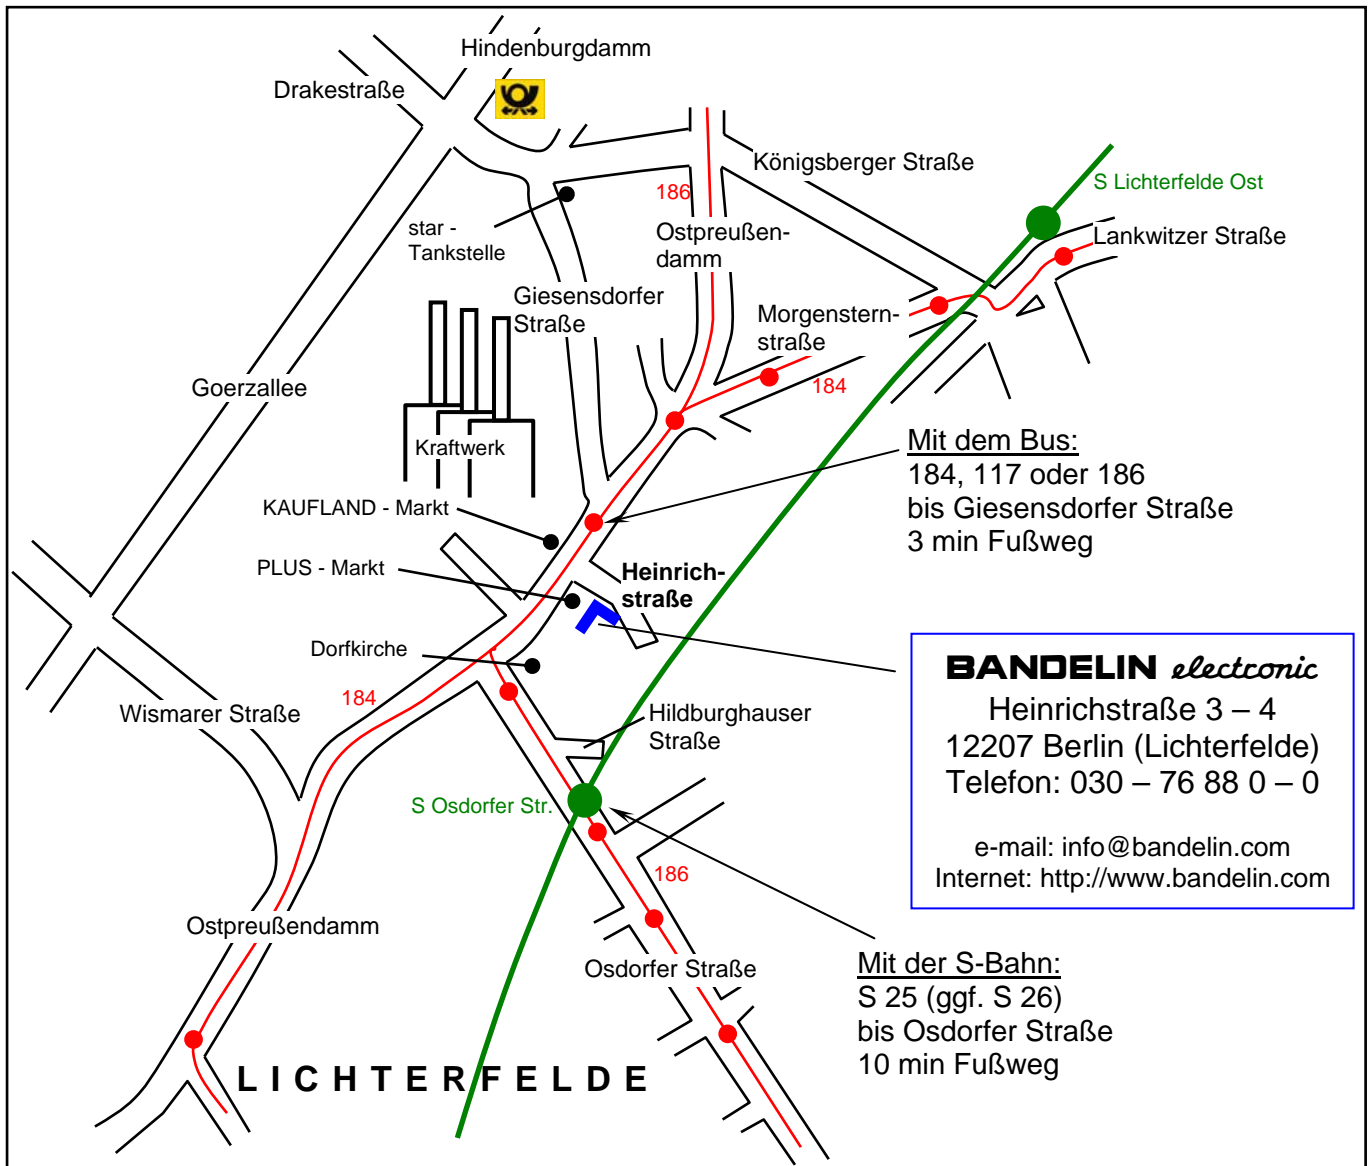 Hindenburgdamm
Drakestraße
Königsberger Straße
S Lichterfelde Ost
186
star -
Tankstelle
Ostpreußen-
damm
Lankwitzer Straße
Giesensdorfer
Straße
Morgenstern-
straße
184
Goerzallee
Kraftwerk
Mit dem Bus:
184, 117 oder 186
bis Giesensdorfer Straße
3 min Fußweg
KAUFLAND - Markt
PLUS - Markt
Heinrich-
straße
Dorfkirche
184
Wismarer Straße
Hildburghauser
Straße
BANDELIN electronic
Heinrichstraße 3 – 4
12207 Berlin (Lichterfelde)
Telefon: 030 – 76 88 0 – 0
e-mail: info@bandelin.com
Internet: http://www.bandelin.com
S Osdorfer Str.
186
Ostpreußendamm
Osdorfer Straße
Mit der S-Bahn:
S 25 (ggf. S 26)
bis Osdorfer Straße
10 min Fußweg
LICHTERFELDE